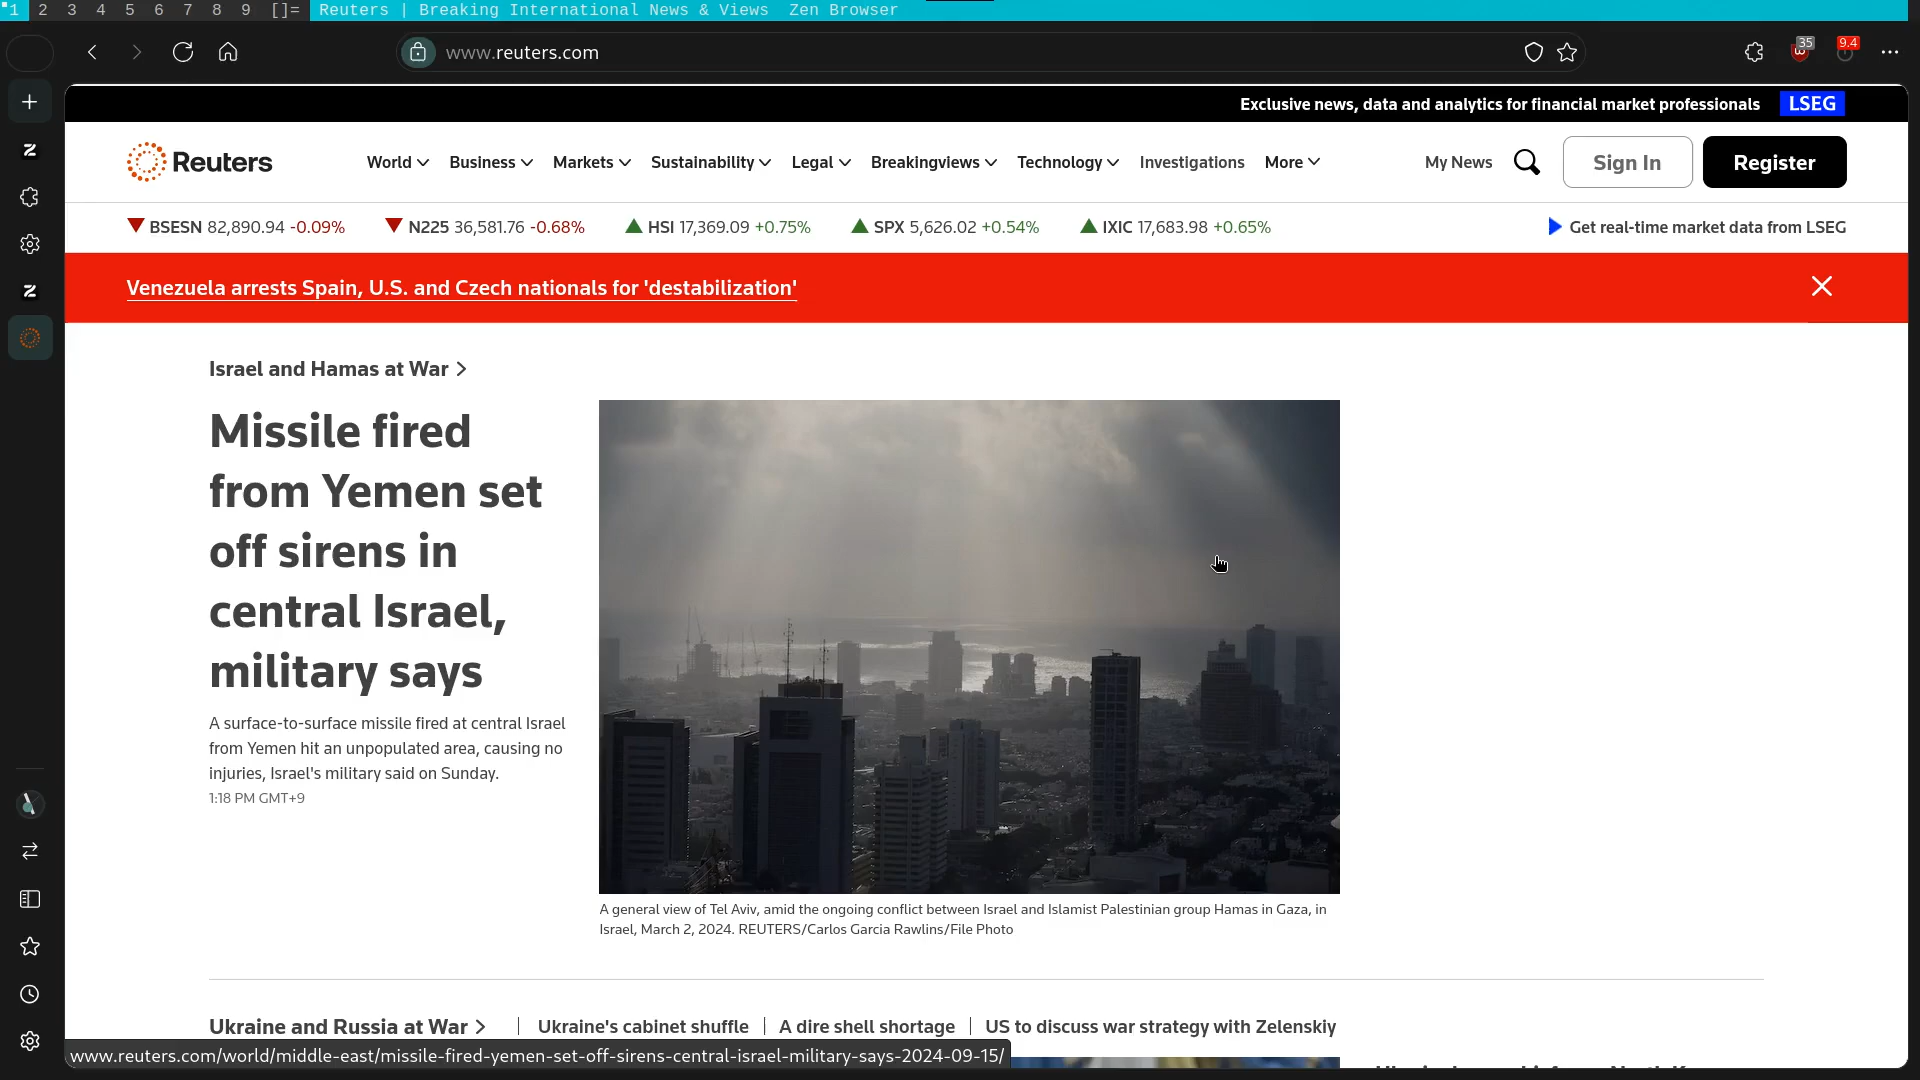 1 2 3 4 5 6 7 8 9 []= Reuters | Breaking International News & Views Zen Browser
www.reuters.com
35
9.4
Exclusive news, data and analytics for financial market professionals LSEG
Reuters
World Business Markets Sustainability Legal Breakingviews Technology Investigations More
My News Sign In Register
BSESN 82,890.94 -0.09% N225 36,581.76 -0.68% HSI 17,369.09 +0.75% SPX 5,626.02 +0.54% IXIC 17,683.98 +0.65% Get real-time market data from LSEG
Venezuela arrests Spain, U.S. and Czech nationals for 'destabilization'
Israel and Hamas at War
Missile fired
from Yemen set
off sirens in
central Israel,
military says
A surface-to-surface missile fired at central Israel
from Yemen hit an unpopulated area, causing no
injuries, Israel's military said on Sunday.
1:18 PM GMT+9
A general view of Tel Aviv, amid the ongoing conflict between Israel and Islamist Palestinian group Hamas in Gaza, in
Israel, March 2, 2024. REUTERS/Carlos Garcia Rawlins/File Photo
Ukraine and Russia at War | Ukraine's cabinet shuffle | A dire shell shortage | US to discuss war strategy with Zelenskiy
www.reuters.com/world/middle-east/missile-fired-yemen-set-off-sirens-central-israel-military-says-2024-09-15/